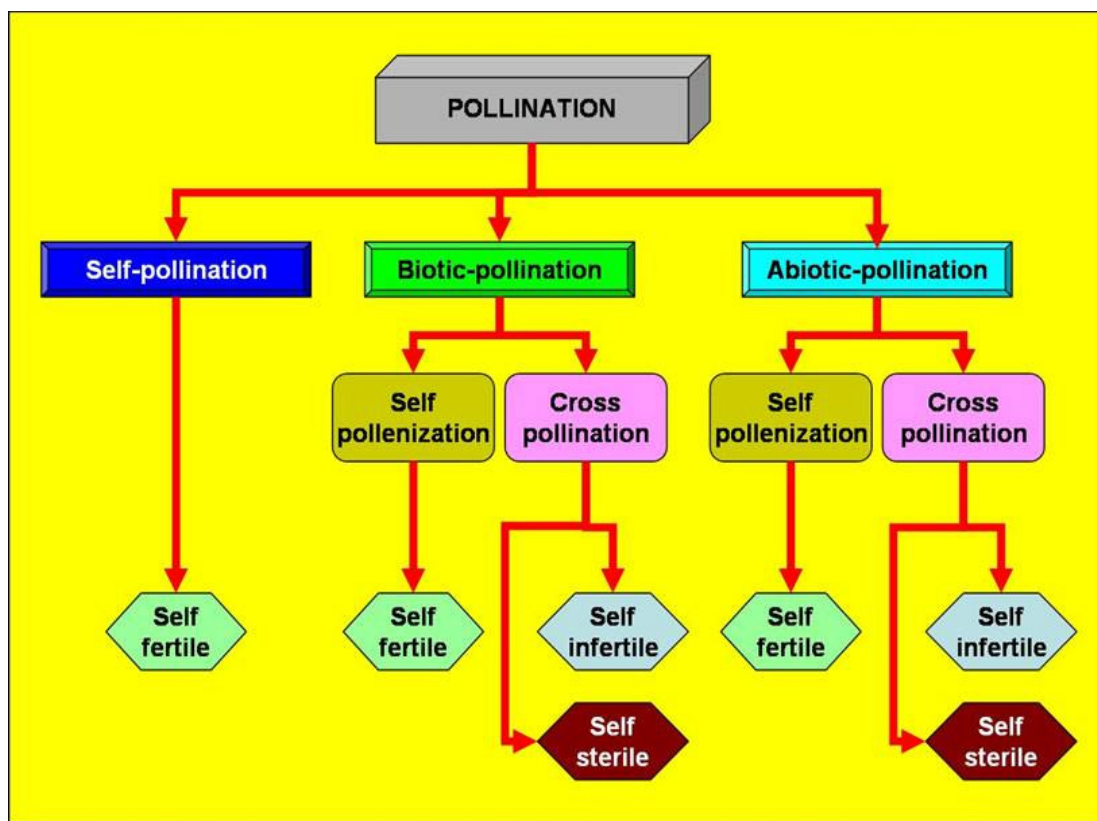 POLLINATION
Self-pollination
Biotic-pollination
Abiotic-pollination
Self
pollenization
Cross
pollination
Self
pollenization
Cross
pollination
Self
fertile
Self
fertile
Self
infertile
Self
fertile
Self
infertile
Self
sterile
Self
sterile